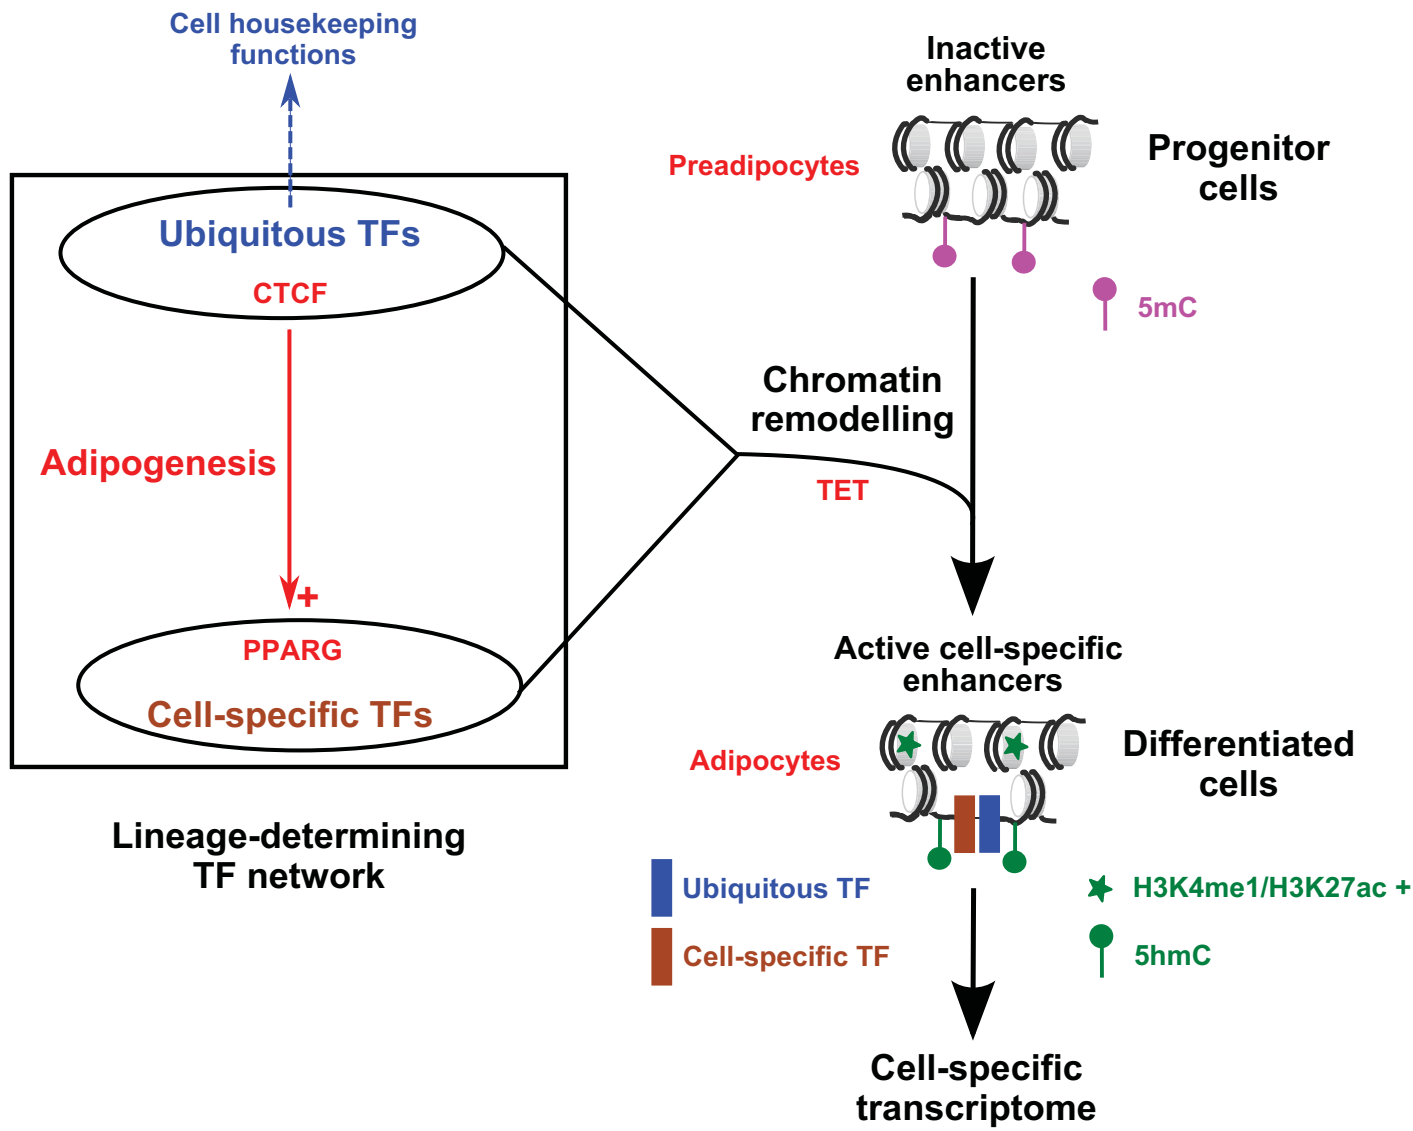 Cell housekeeping
functions
Ubiquitous TFs
CTCF
Adipogenesis
+
PPARG
Cell-specific TFs
Lineage-determining
TF network
Inactive
enhancers
Preadipocytes
Progenitor
cells
5mC
Chromatin
remodelling
TET
Active cell-specific
enhancers
Adipocytes
Differentiated
cells
Ubiquitous TF
Cell-specific TF
H3K4me1/H3K27ac +
5hmC
Cell-specific
transcriptome